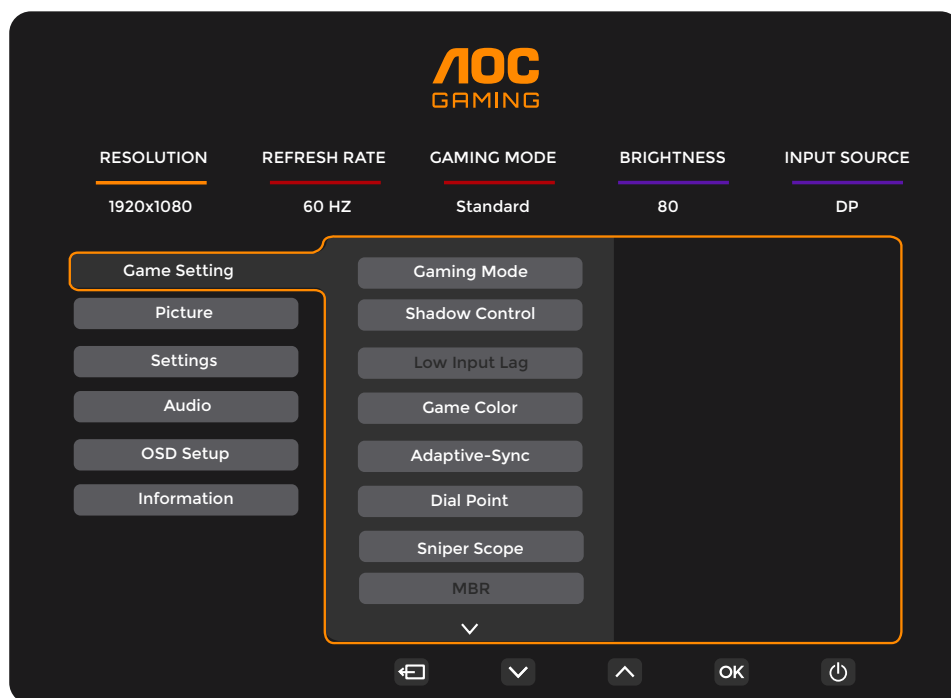 AOC
GAMING
RESOLUTION REFRESH RATE GAMING MODE BRIGHTNESS INPUT SOURCE
1920x1080 60 HZ Standard 80 DP
Game Setting
Picture
Settings
Audio
OSD Setup
Information
Gaming Mode
Shadow Control
Low Input Lag
Game Color
Adaptive-Sync
Dial Point
Sniper Scope
MBR
OK